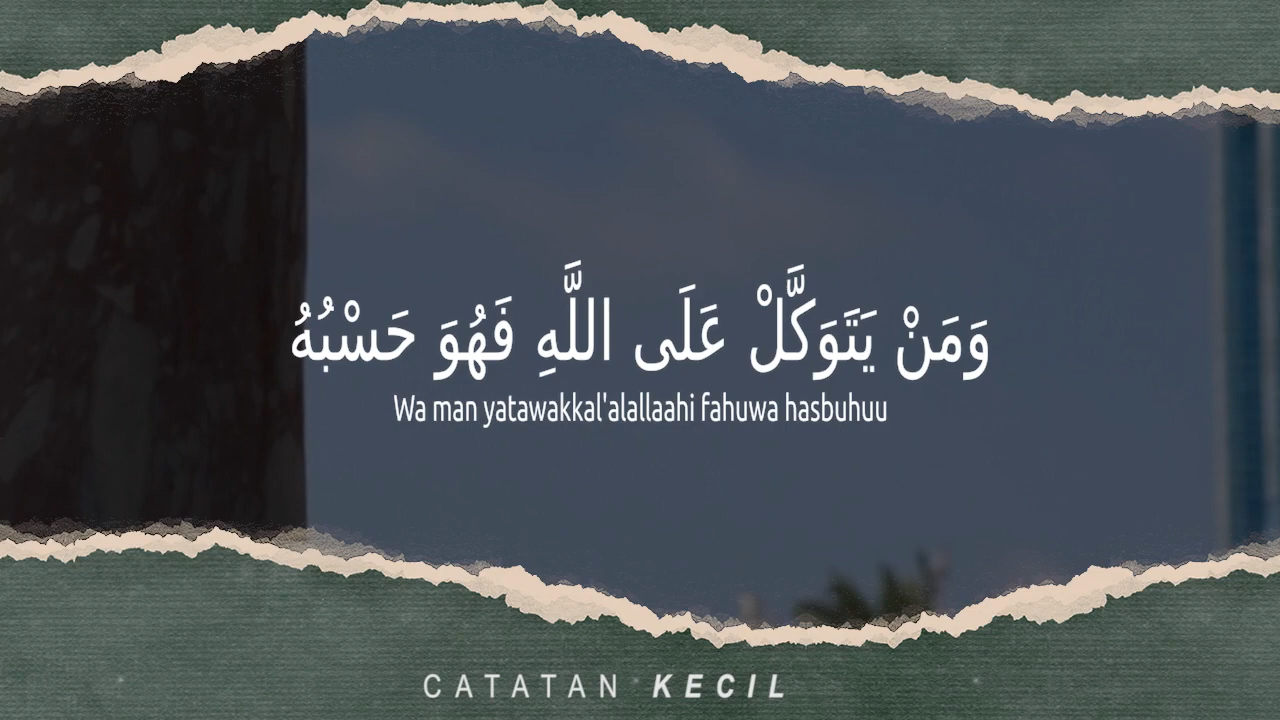 وَمَنْ يَتَوَكَّلْ عَلَى اللَّهِ فَهُوَ حَسْبُهُ
Wa man yatawakkal'alallaahi fahuwa hasbuhuu
CATATAN KECIL